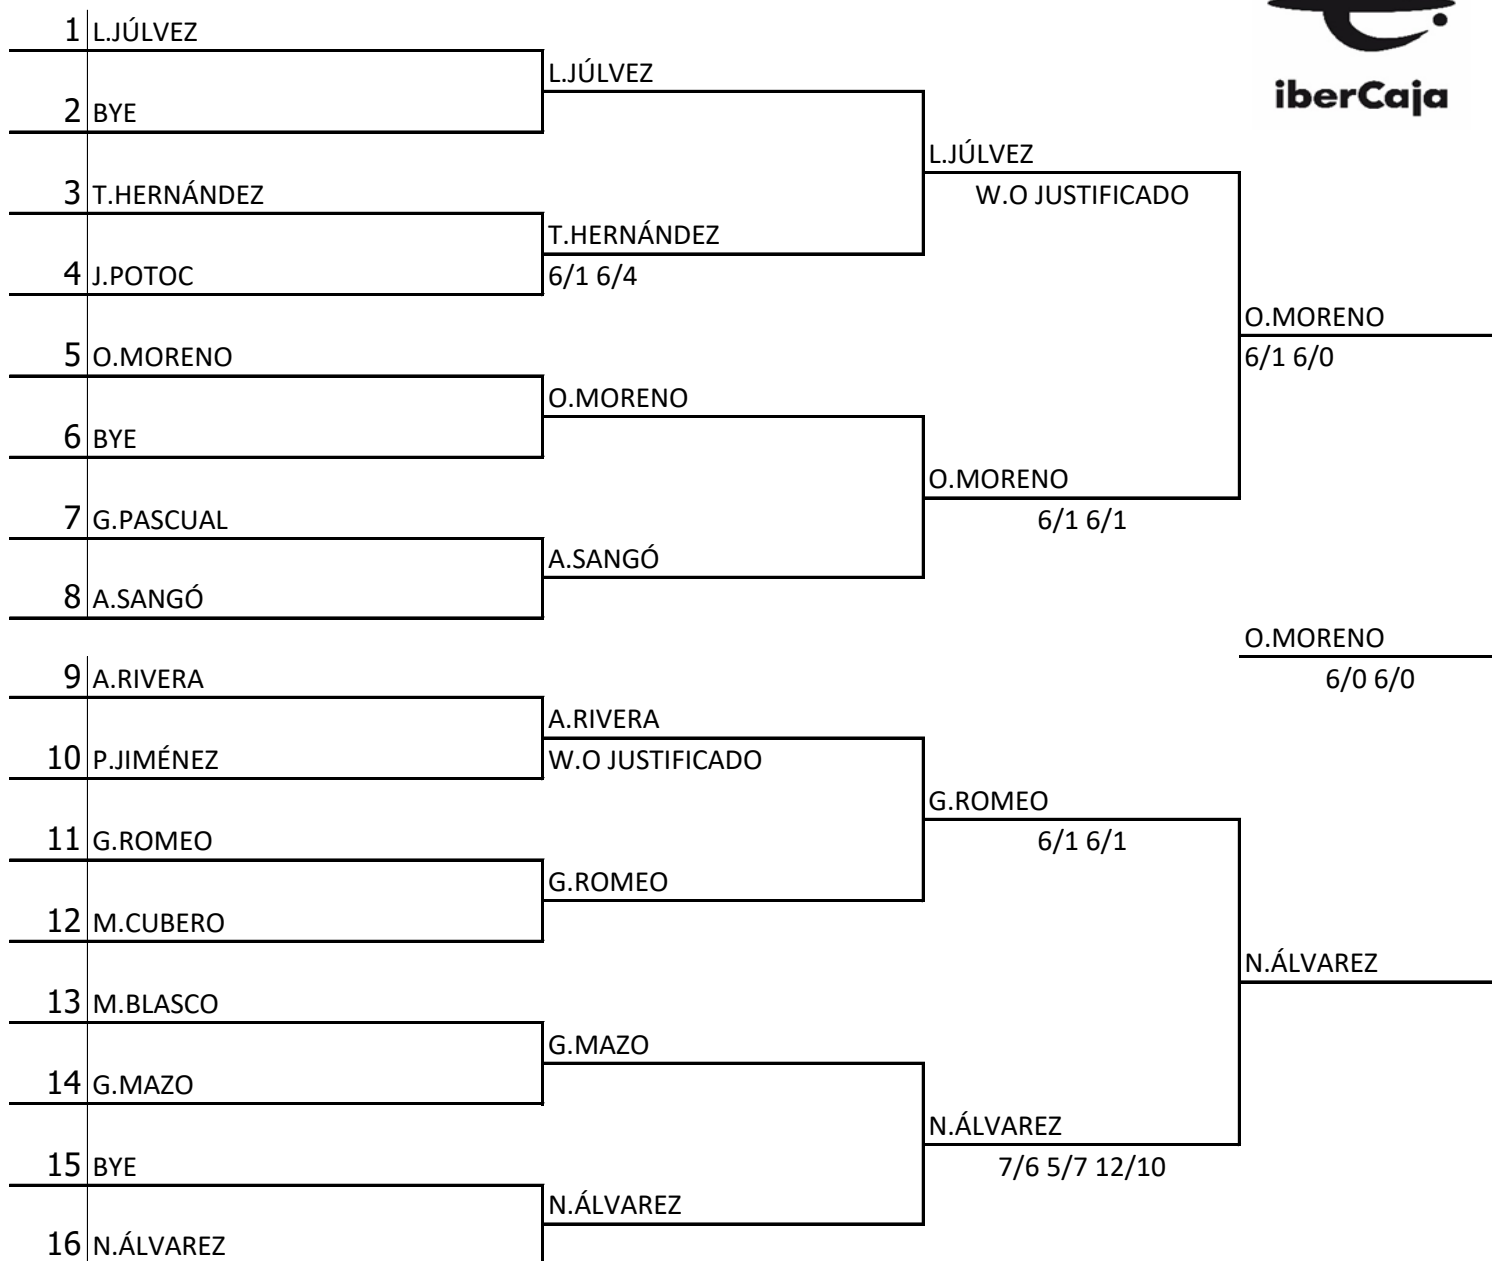 iberCaja
1 L.JÚLVEZ
L.JÚLVEZ
2 BYE
L.JÚLVEZ
3 T.HERNÁNDEZ
W.O JUSTIFICADO
T.HERNÁNDEZ
4 J.POTOC
6/1 6/4
O.MORENO
5 O.MORENO
6/1 6/0
O.MORENO
6 BYE
O.MORENO
7 G.PASCUAL
6/1 6/1
A.SANGÓ
8 A.SANGÓ
O.MORENO
9 A.RIVERA
6/0 6/0
A.RIVERA
10 P.JIMÉNEZ
W.O JUSTIFICADO
G.ROMEO
11 G.ROMEO
6/1 6/1
G.ROMEO
12 M.CUBERO
N.ÁLVAREZ
13 M.BLASCO
G.MAZO
14 G.MAZO
N.ÁLVAREZ
15 BYE
7/6 5/7 12/10
N.ÁLVAREZ
16 N.ÁLVAREZ